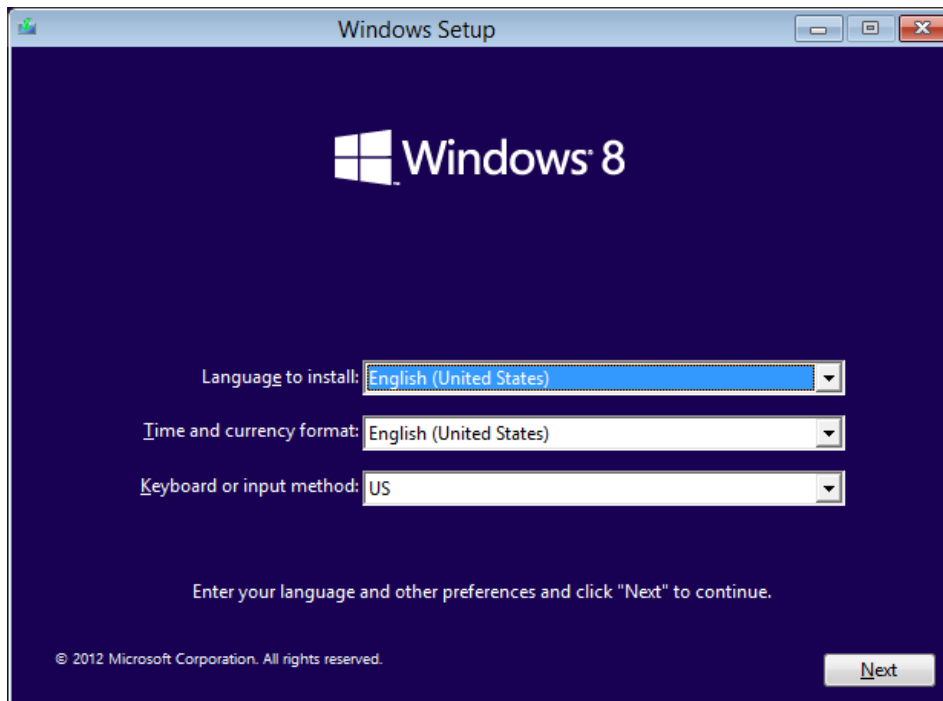 Windows Setup
Windows 8
Language to install: English (United States)
Time and currency format: English (United States)
Keyboard or input method: US
Enter your language and other preferences and click "Next" to continue.
© 2012 Microsoft Corporation. All rights reserved.
Next